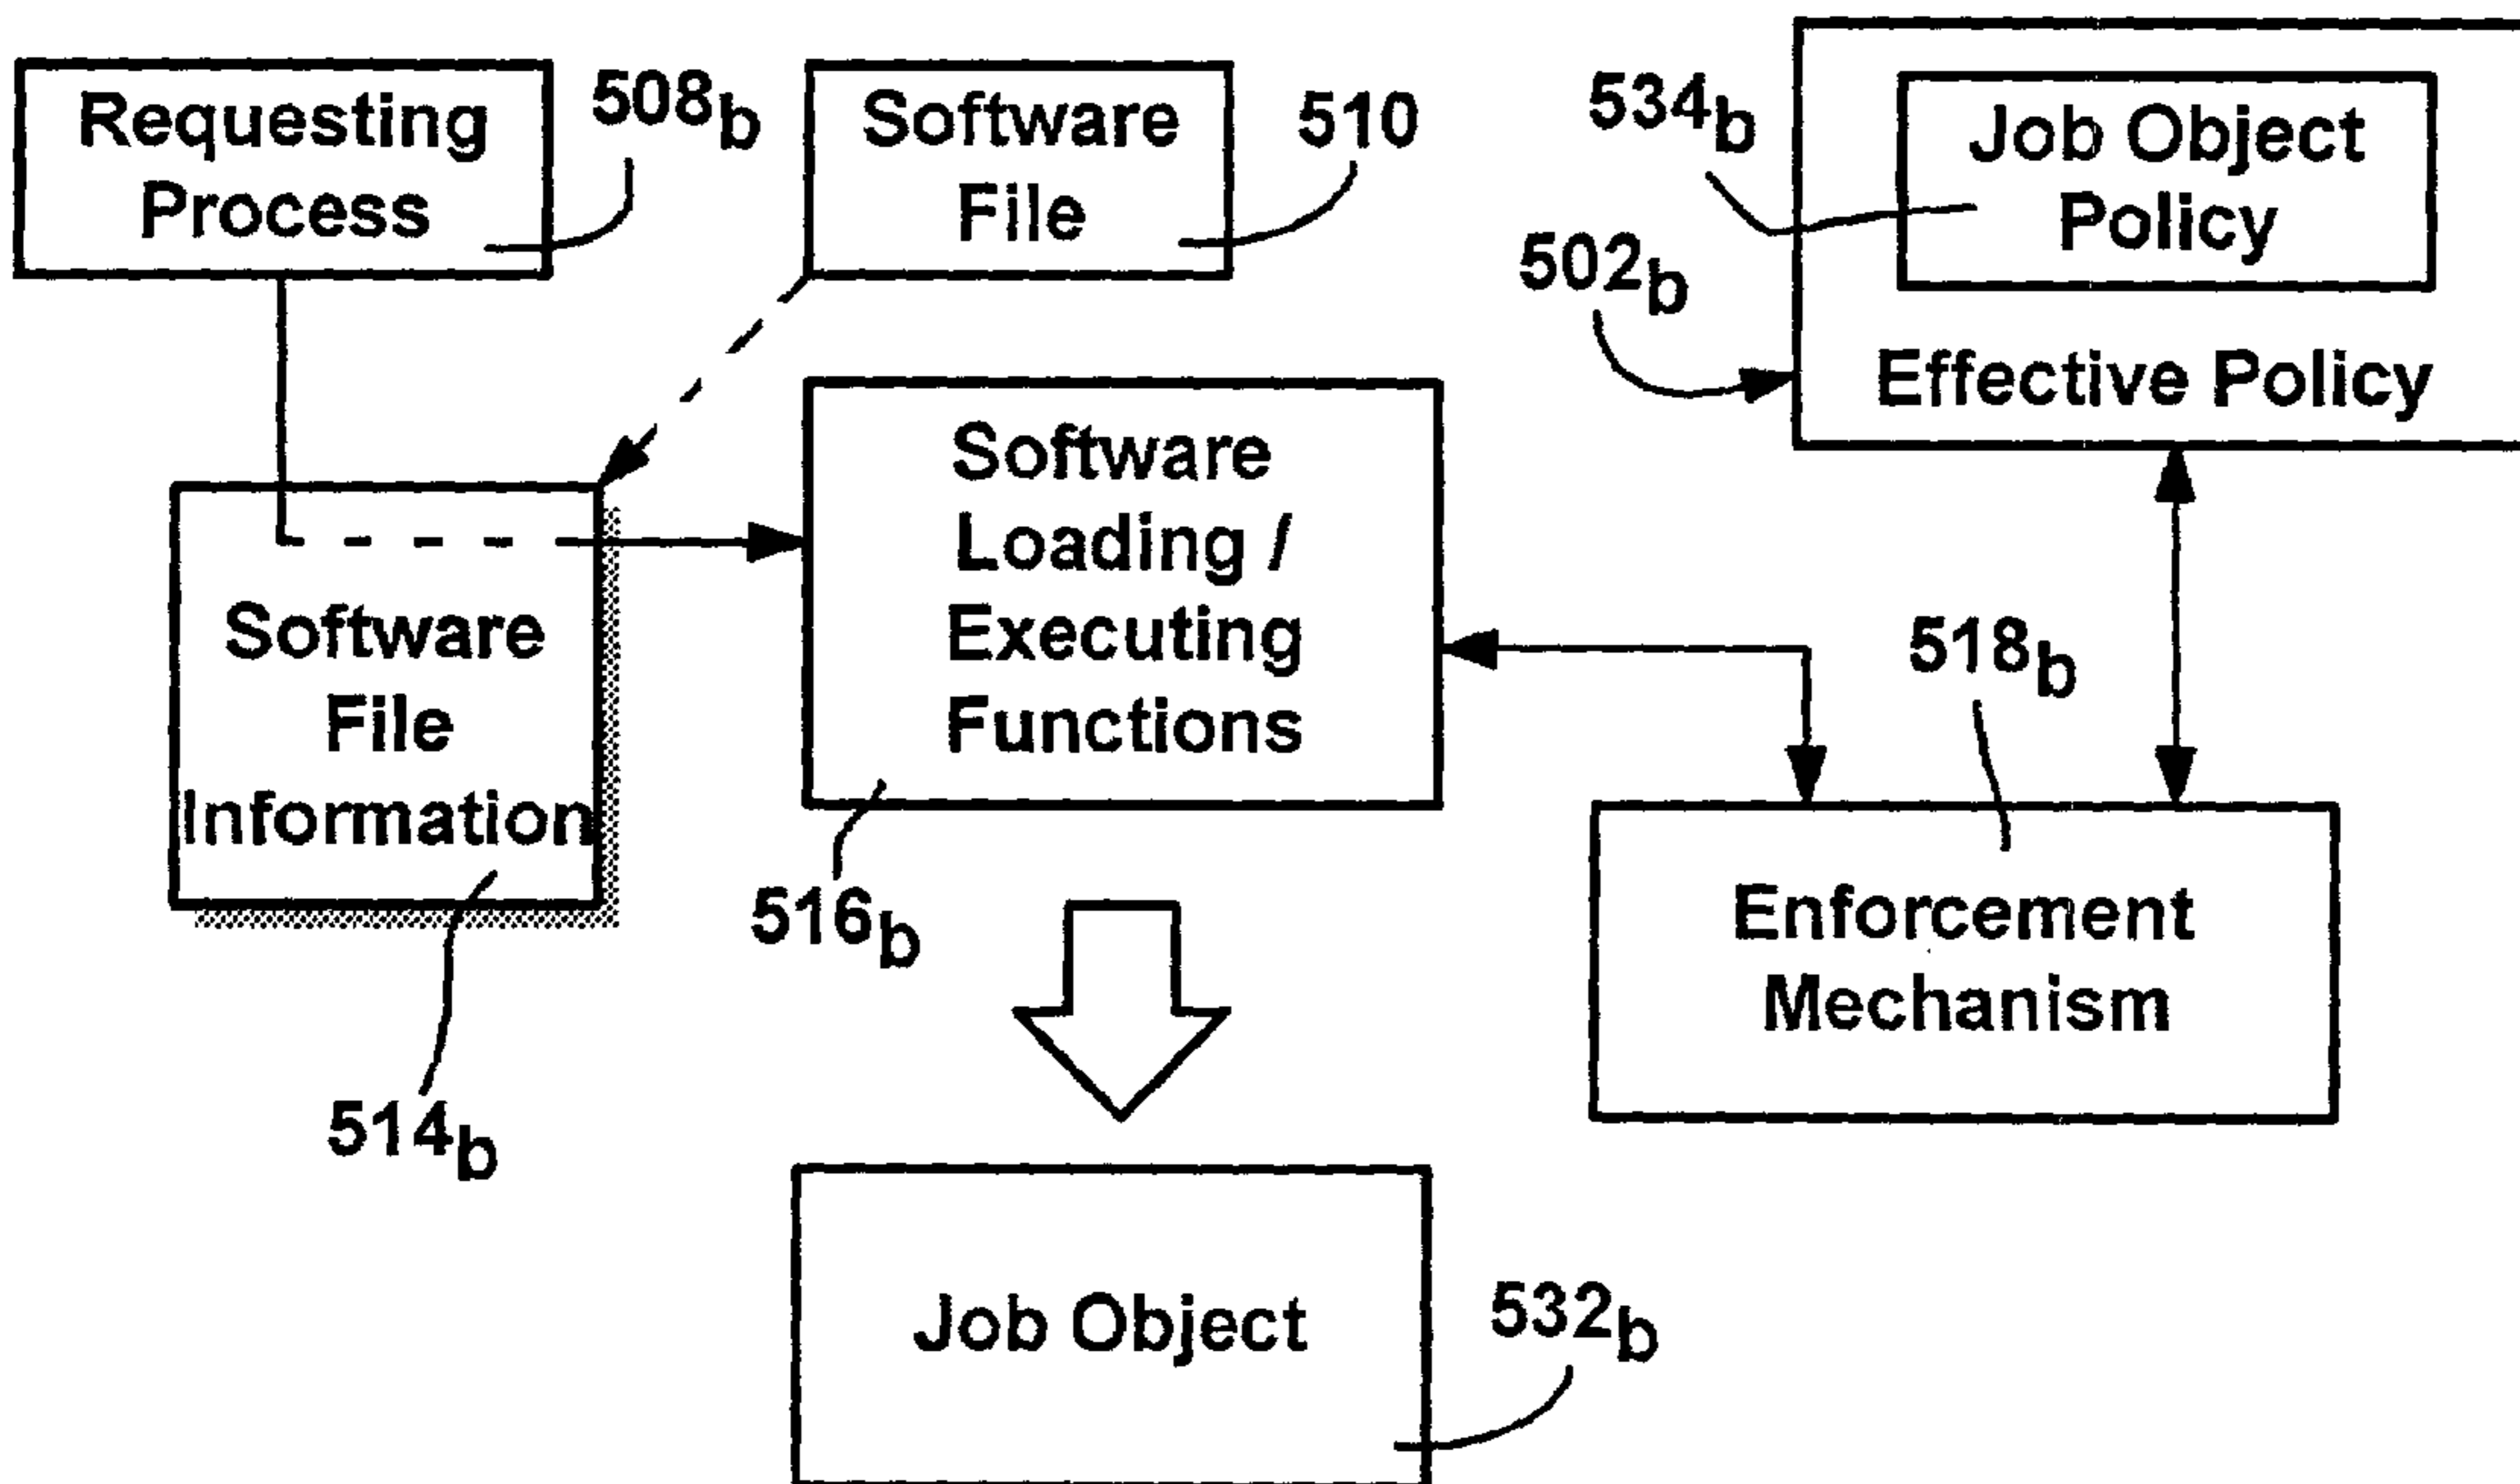 Requesting
Process
508b
Software
File
510
534b
Job Object
Policy
502b
Effective Policy
Software
File
Information
514b
Software
Loading /
Executing
Functions
516b
518b
Enforcement
Mechanism
Job Object
532b